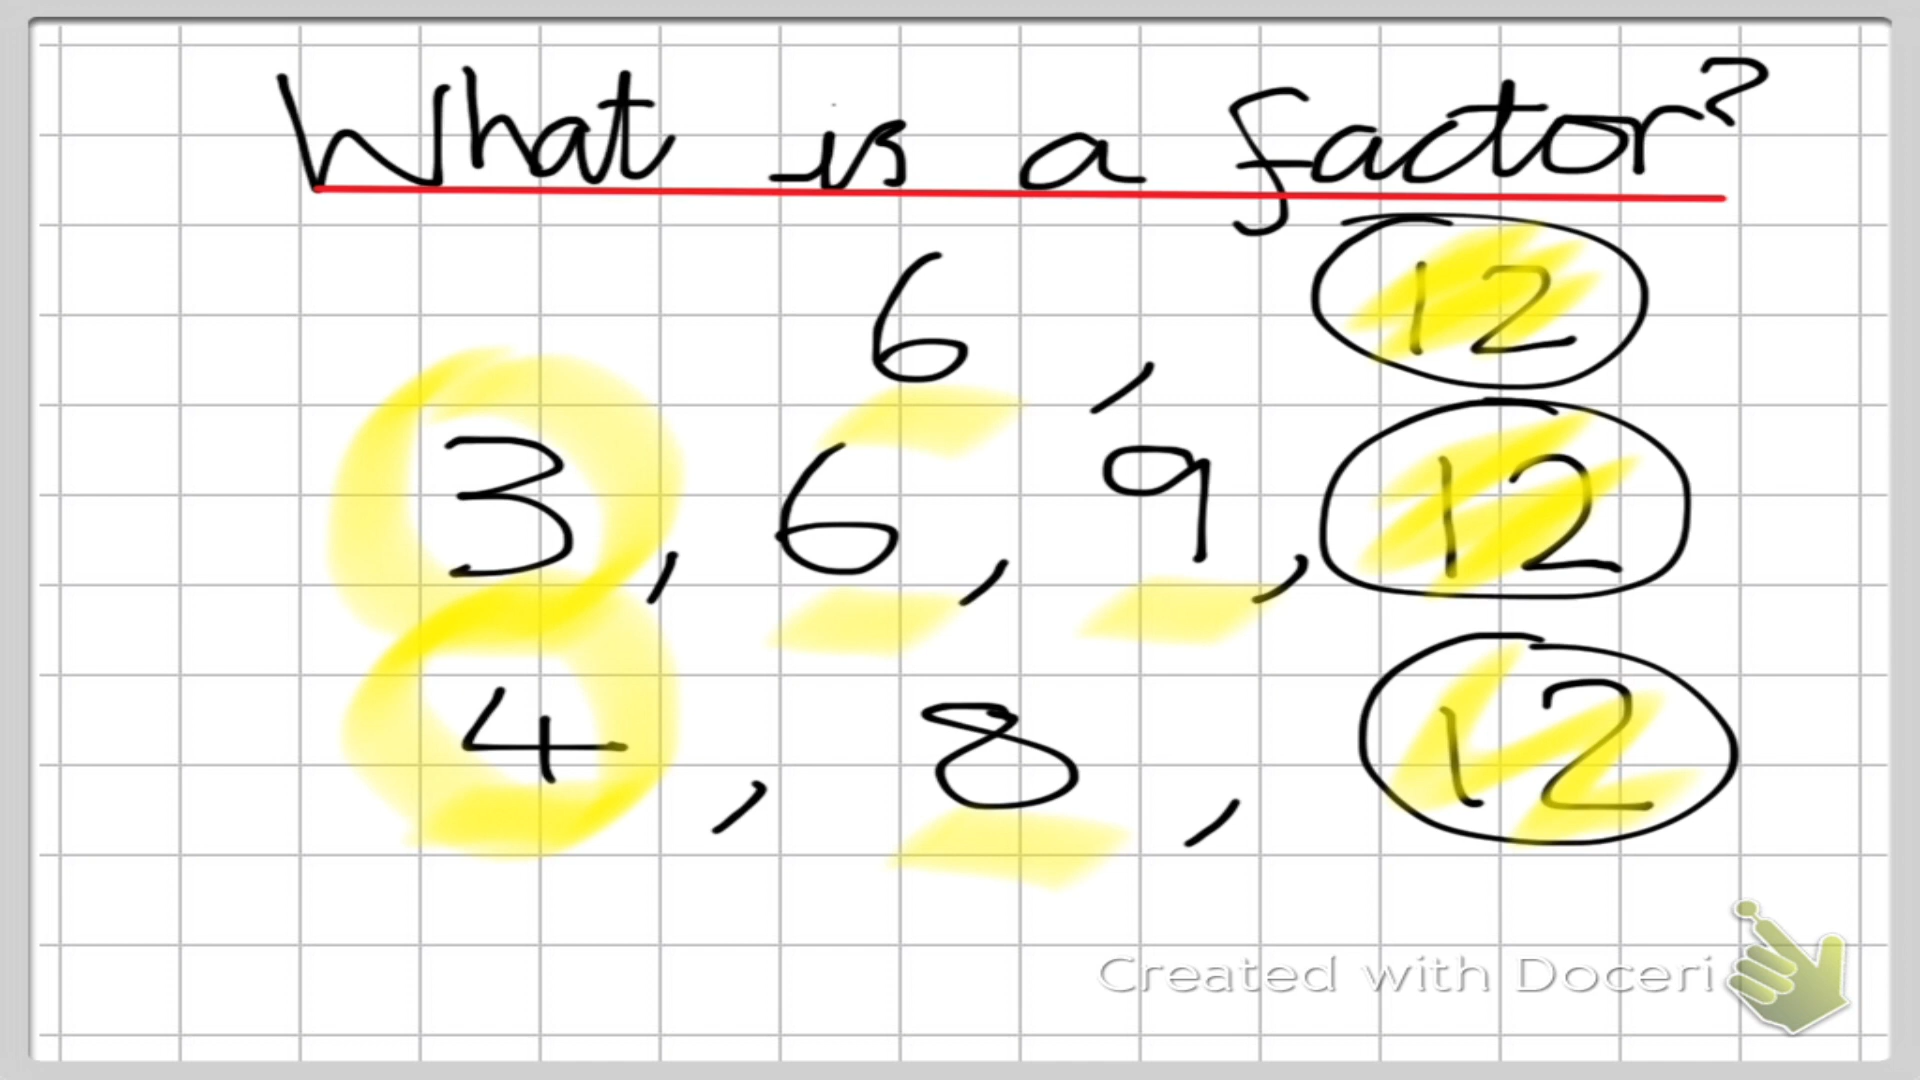 What is a factor?
6, 12
3, 6, 9, 12
4, 8, 12
Created with Doceri